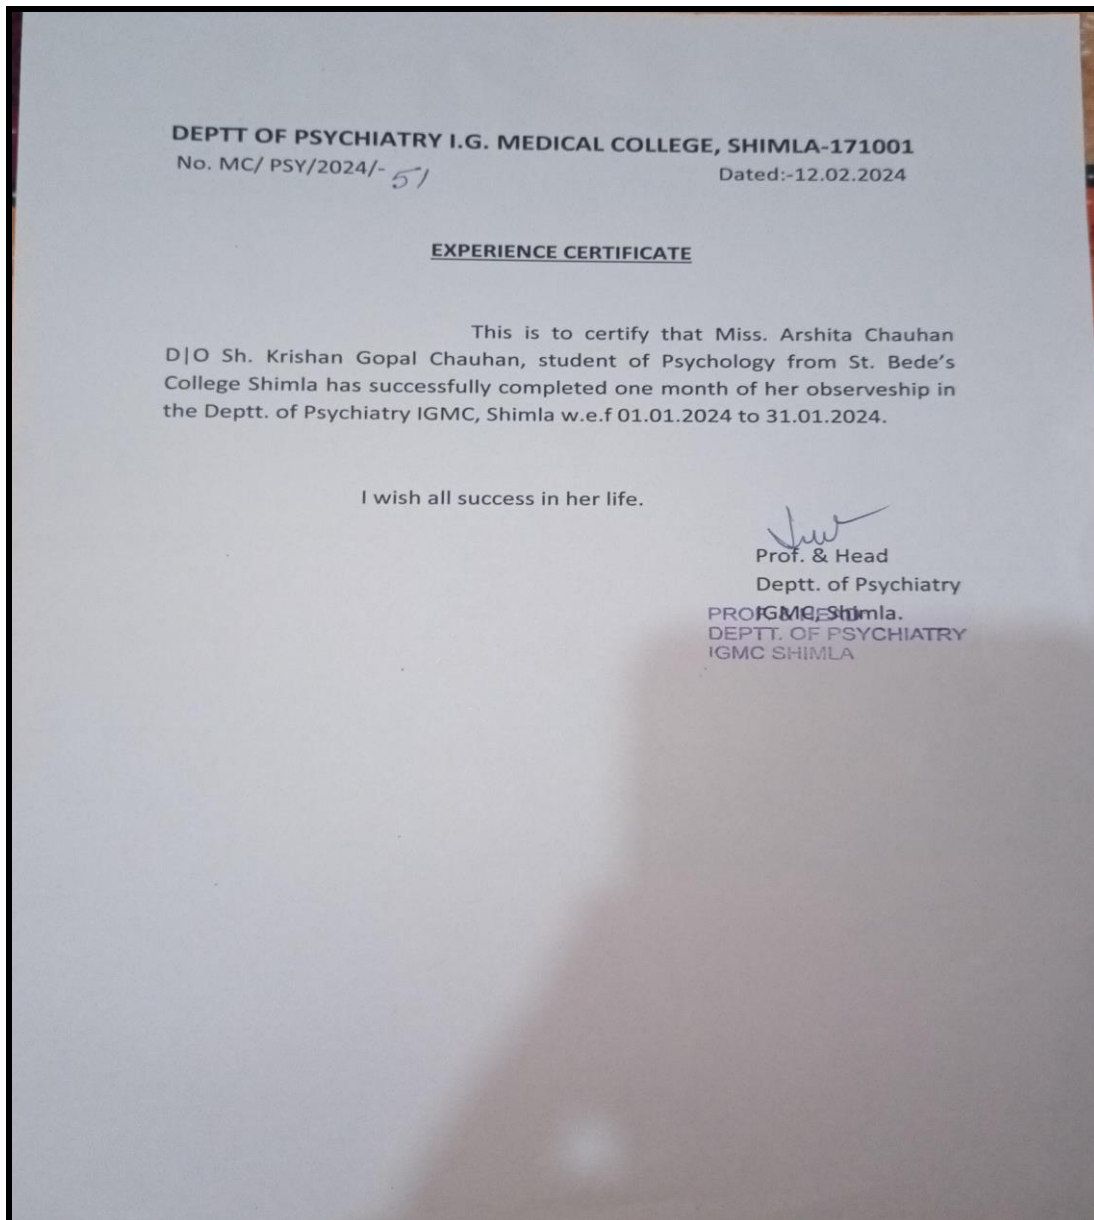 DEPTT OF PSYCHIATRY I.G. MEDICAL COLLEGE, SHIMLA-171001
No. MC/ PSY/2024/- 51
Dated:-12.02.2024
EXPERIENCE CERTIFICATE
This is to certify that Miss. Arshita Chauhan
D|O Sh. Krishan Gopal Chauhan, student of Psychology from St. Bede's
College Shimla has successfully completed one month of her observeship in
the Deptt. of Psychiatry IGMC, Shimla w.e.f 01.01.2024 to 31.01.2024.
I wish all success in her life.
Prof. & Head
Deptt. of Psychiatry
IGMC, Shimla.
DEPTT. OF PSYCHIATRY
IGMC SHIMLA